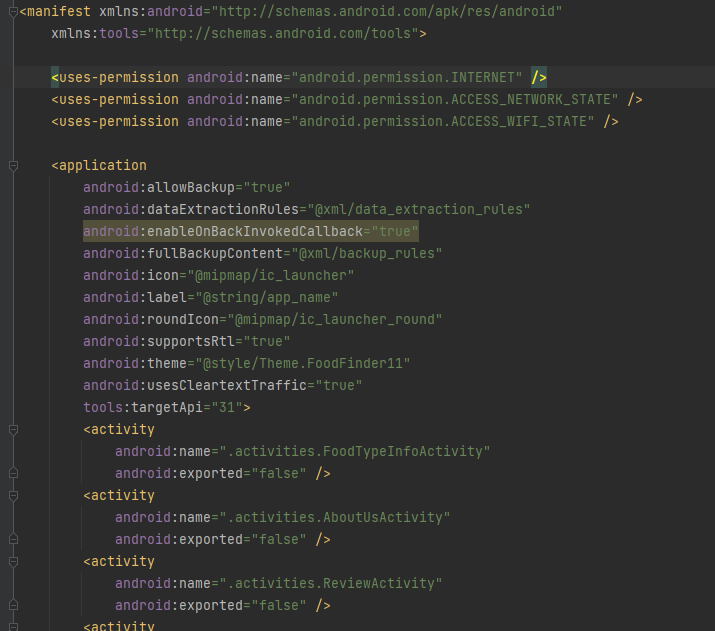 <manifest xmlns:android="http://schemas.android.com/apk/res/android"
xmlns:tools="http://schemas.android.com/tools">
<uses-permission android:name="android.permission.INTERNET" />
<uses-permission android:name="android.permission.ACCESS_NETWORK_STATE" />
<uses-permission android:name="android.permission.ACCESS_WIFI_STATE" />
<application
android:allowBackup="true"
android:dataExtractionRules="@xml/data_extraction_rules"
android:enableOnBackInvokedCallback="true"
android:fullBackupContent="@xml/backup_rules"
android:icon="@mipmap/ic_launcher"
android:label="@string/app_name"
android:roundIcon="@mipmap/ic_launcher_round"
android:supportsRtl="true"
android:theme="@style/Theme.FoodFinder11"
android:usesCleartextTraffic="true"
tools:targetApi="31">
<activity
android:name=".activities.FoodTypeInfoActivity"
android:exported="false" />
<activity
android:name=".activities.AboutUsActivity"
android:exported="false" />
<activity
android:name=".activities.ReviewActivity"
android:exported="false" />
<activity